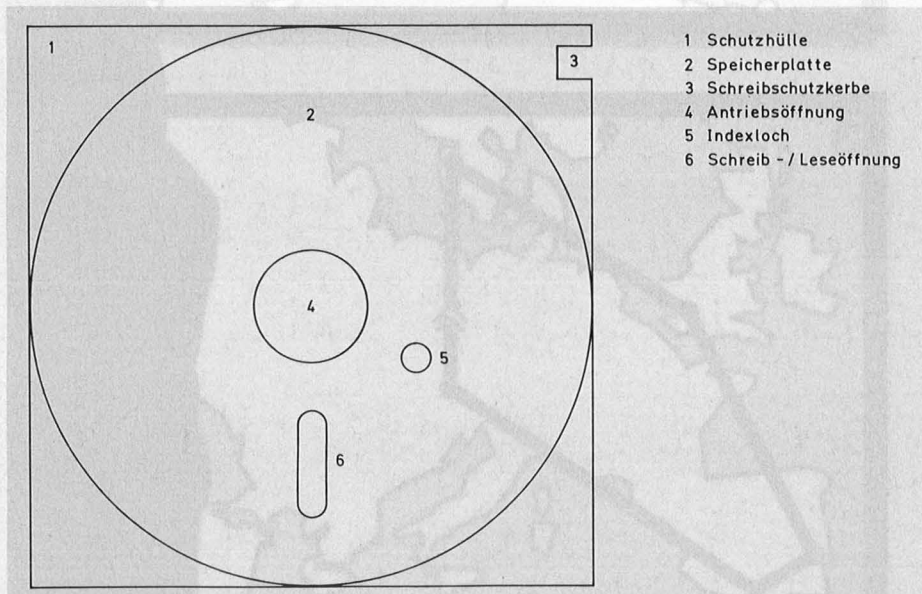 1
3
2
4
5
6
1 Schutzhülle
2 Speicherplatte
3 Schreibschutzkerbe
4 Antriebsöffnung
5 Indexloch
6 Schreib - / Leseöffnung